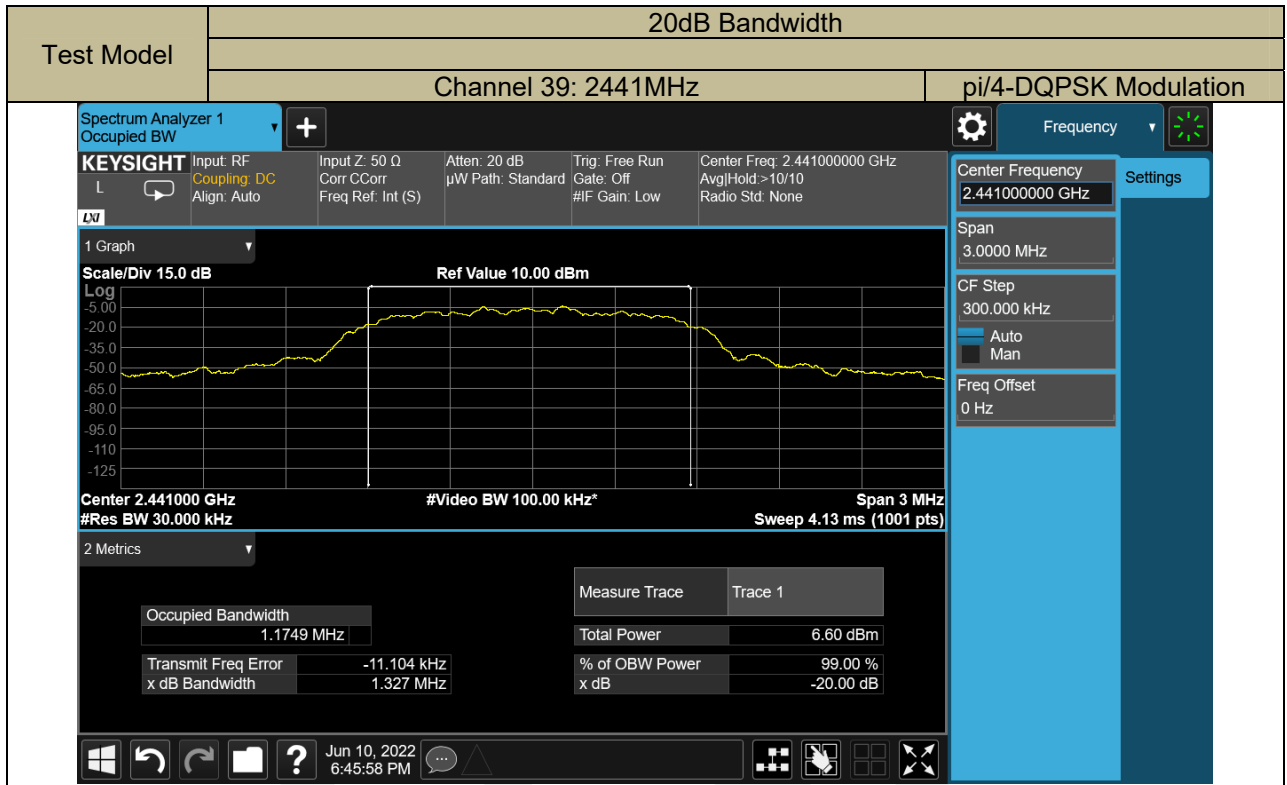 20dB Bandwidth
Test Model
Channel 39: 2441MHz pi/4-DQPSK Modulation
Spectrum Analyzer 1
Occupied BW
Frequency
KEYSIGHT Input: RF Input Z: 50 Ω Atten: 20 dB Trig: Free Run Center Freq: 2.441000000 GHz
L Coupling: DC Corr CCorr µW Path: Standard Gate: Off Avg|Hold:>10/10
Align: Auto Freq Ref: Int (S) #IF Gain: Low Radio Std: None
LXI
Center Frequency
2.441000000 GHz
Settings
Span
3.0000 MHz
CF Step
300.000 kHz
Auto
Man
Freq Offset
0 Hz
1 Graph
Scale/Div 15.0 dB Ref Value 10.00 dBm
Log
-5.00
-20.0
-35.0
-50.0
-65.0
-80.0
-95.0
-110
-125
Center 2.441000 GHz #Video BW 100.00 kHz* Span 3 MHz
#Res BW 30.000 kHz Sweep 4.13 ms (1001 pts)
2 Metrics
Measure Trace Trace 1
Occupied Bandwidth
1.1749 MHz
Total Power 6.60 dBm
Transmit Freq Error -11.104 kHz % of OBW Power 99.00 %
x dB Bandwidth 1.327 MHz x dB -20.00 dB
?
Jun 10, 2022
6:45:58 PM